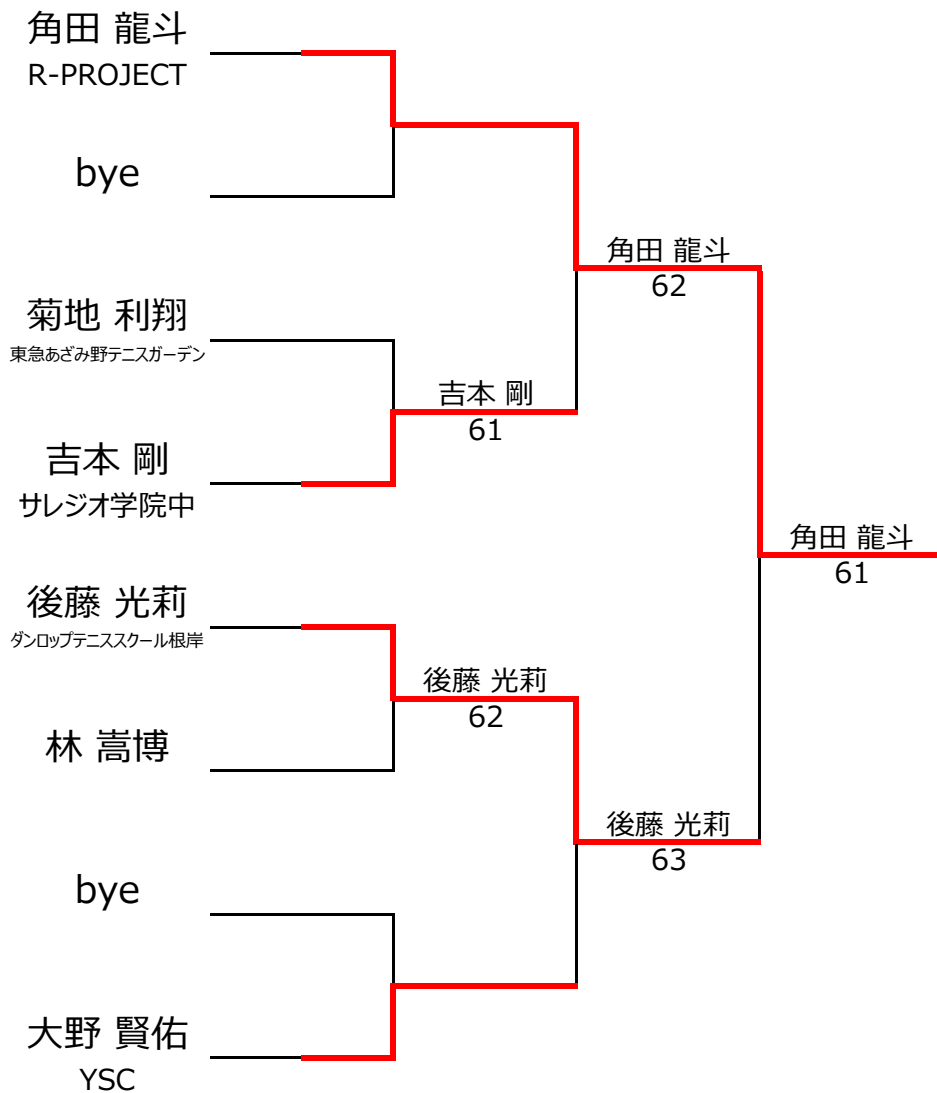 角田 龍斗
R-PROJECT
bye
角田 龍斗
62
菊地 利翔
東急あざみ野テニスガーデン
吉本 剛
61
吉本 剛
サレジオ学院中
角田 龍斗
61
後藤 光莉
ダンロップテニススクール根岸
後藤 光莉
62
林 嵩博
後藤 光莉
63
bye
大野 賢佑
YSC